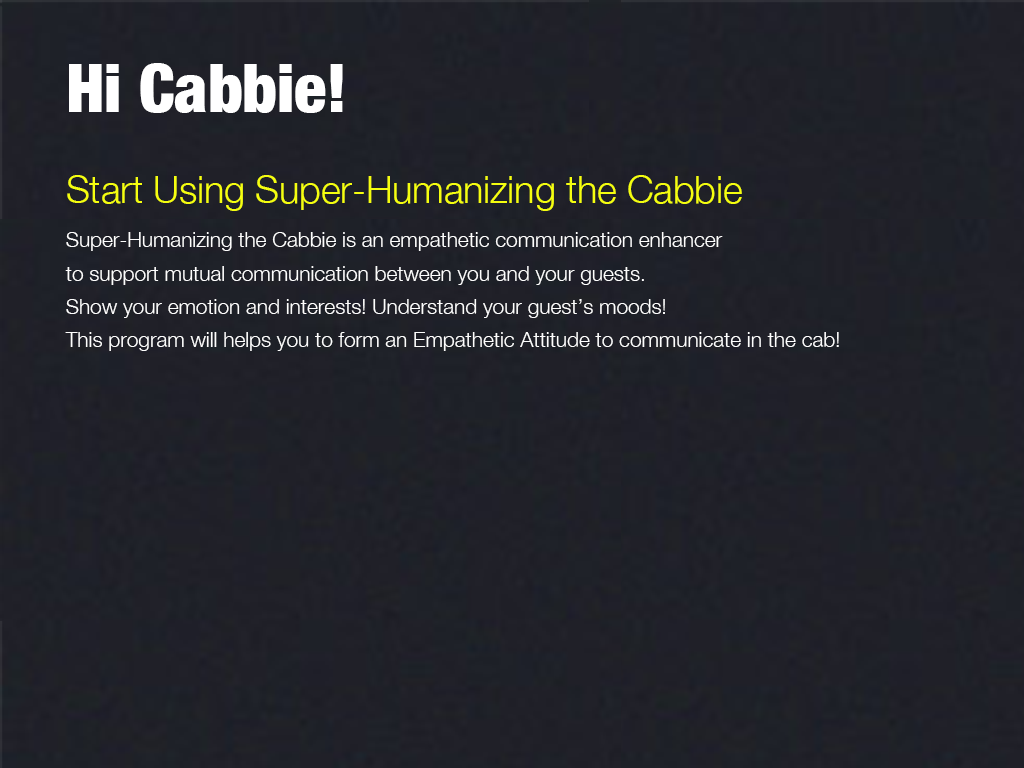 Hi Cabbie!
Start Using Super-Humanizing the Cabbie
Super-Humanizing the Cabbie is an empathetic communication enhancer
to support mutual communication between you and your guests.
Show your emotion and interests! Understand your guest’s moods!
This program will helps you to form an Empathetic Attitude to communicate in the cab!